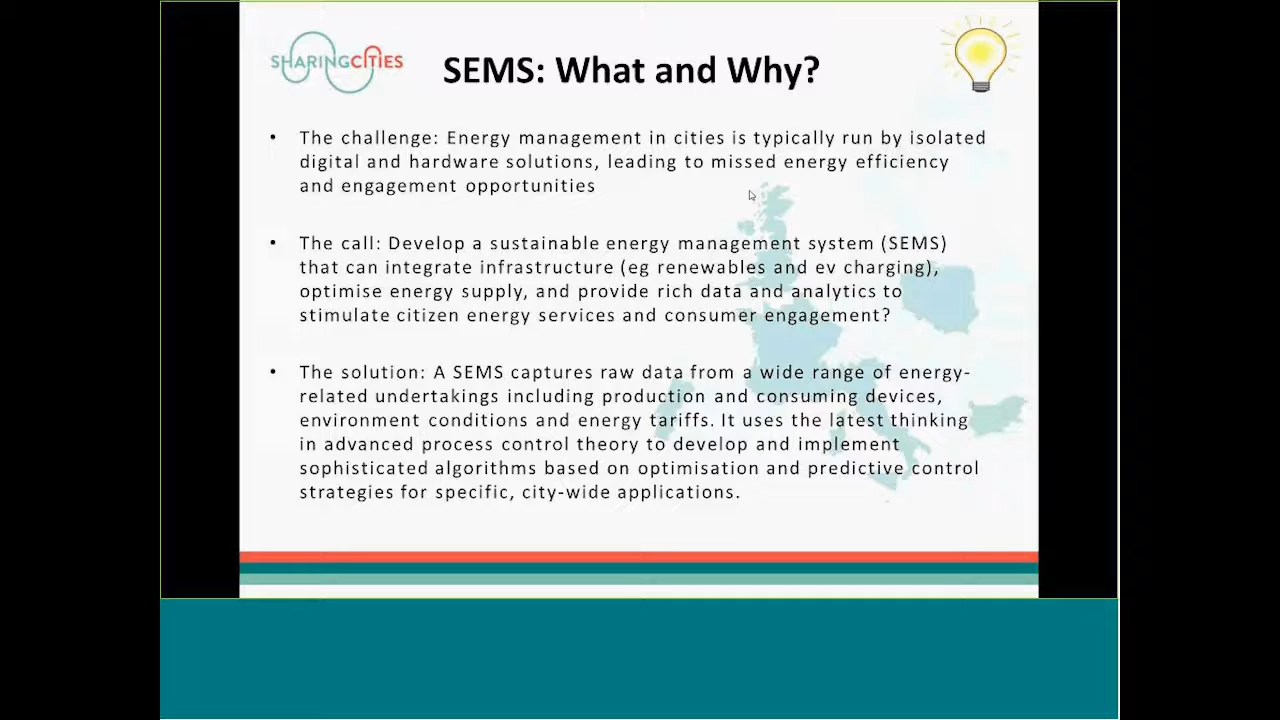 SHARINGCITIES
SEMS: What and Why?
• The challenge: Energy management in cities is typically run by isolated
digital and hardware solutions, leading to missed energy efficiency
and engagement opportunities
• The call: Develop a sustainable energy management system (SEMS)
that can integrate infrastructure (eg renewables and ev charging),
optimise energy supply, and provide rich data and analytics to
stimulate citizen energy services and consumer engagement?
• The solution: A SEMS captures raw data from a wide range of energy-
related undertakings including production and consuming devices,
environment conditions and energy tariffs. It uses the latest thinking
in advanced process control theory to develop and implement
sophisticated algorithms based on optimisation and predictive control
strategies for specific, city-wide applications.